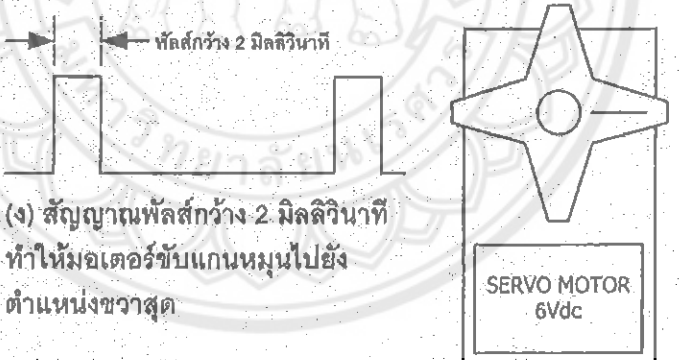 พัลส์กว้าง 2 มิลลิวินาที
(ง) สัญญาณพัลส์กว้าง 2 มิลลิวินาที
ทำให้มอเตอร์ขับแกนหมุนไปยัง
ตำแหน่งขวาสุด
SERVO MOTOR
6Vdc